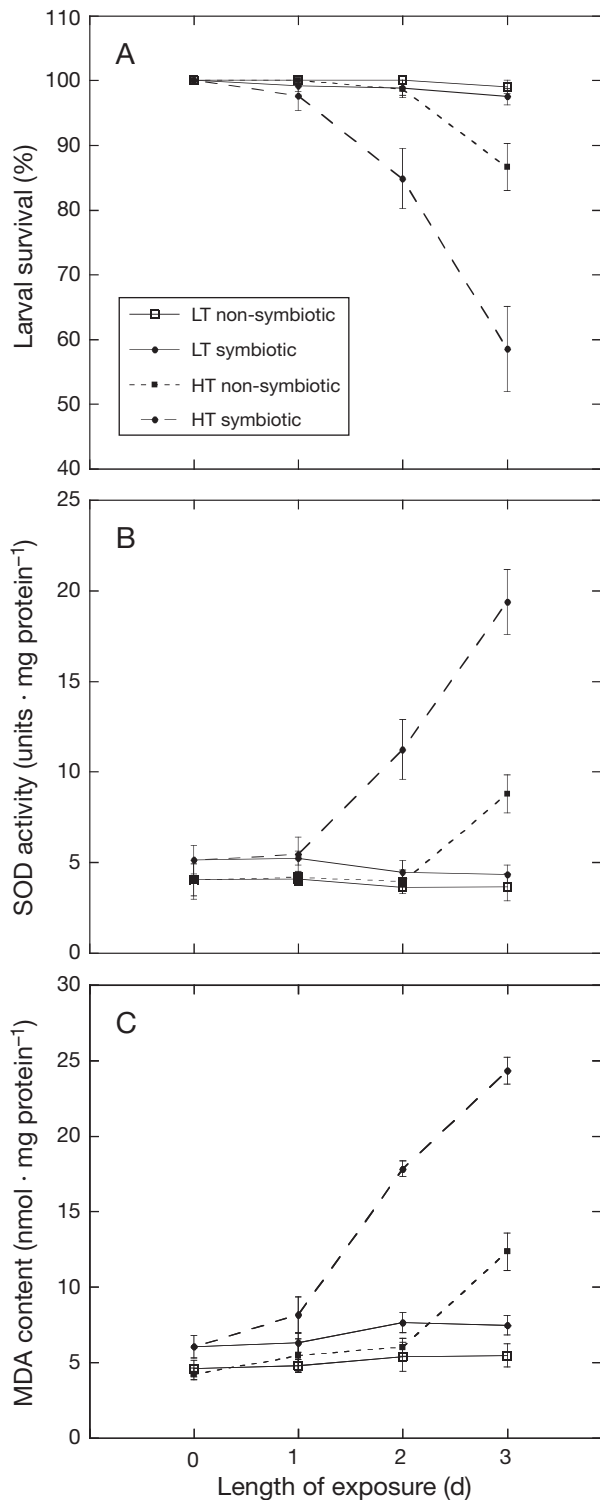 110
A
100
90
80
70
60
50
40
Larval survival (%)
LT non-symbiotic
LT symbiotic
HT non-symbiotic
HT symbiotic
25
B
20
15
10
5
0
SOD activity (units · mg protein⁻¹)
30
C
25
20
15
10
5
0
MDA content (nmol · mg protein⁻¹)
0 1 2 3
Length of exposure (d)